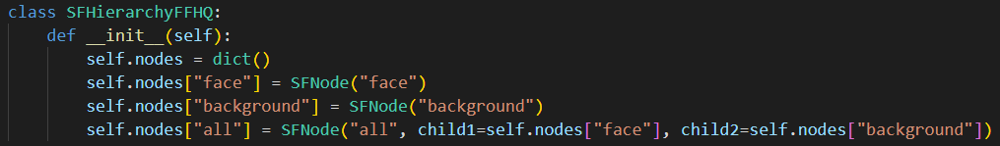 class SFHierarchyFFHQ:
    def __init__(self):
        self.nodes = dict()
        self.nodes["face"] = SFNode("face")
        self.nodes["background"] = SFNode("background")
        self.nodes["all"] = SFNode("all", child1=self.nodes["face"], child2=self.nodes["background"])